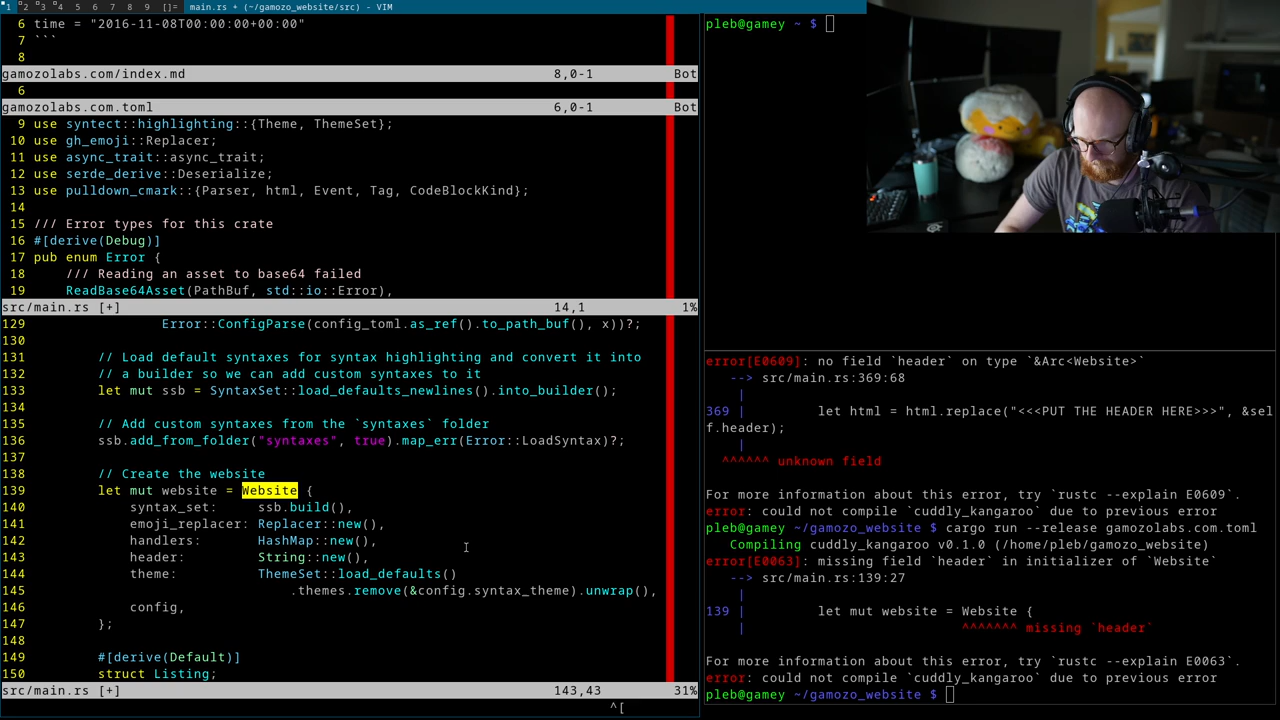 1 2 3 4 5 6 7 8 9 []= main.rs + (~/gamozo_website/src) - VIM
6 time = "2016-11-08T00:00:00+00:00"
7 ```
8
gamozolabs.com/index.md 8,0-1 Bot
6
gamozolabs.com.toml 6,0-1 Bot
9 use syntect::highlighting::{Theme, ThemeSet};
10 use gh_emoji::Replacer;
11 use async_trait::async_trait;
12 use serde_derive::Deserialize;
13 use pulldown_cmark::{Parser, html, Event, Tag, CodeBlockKind};
14
15 /// Error types for this crate
16 #[derive(Debug)]
17 pub enum Error {
18 /// Reading an asset to base64 failed
19 ReadBase64Asset(PathBuf, std::io::Error),
src/main.rs [+] 14,1 1%
129 Error::ConfigParse(config_toml.as_ref().to_path_buf(), x))?;
130
131 // Load default syntaxes for syntax highlighting and convert it into
132 // a builder so we can add custom syntaxes to it
133 let mut ssb = SyntaxSet::load_defaults_newlines().into_builder();
134
135 // Add custom syntaxes from the `syntaxes` folder
136 ssb.add_from_folder("syntaxes", true).map_err(Error::LoadSyntax)?;
137
138 // Create the website
139 let mut website = Website {
140 syntax_set: ssb.build(),
141 emoji_replacer: Replacer::new(),
142 handlers: HashMap::new(),
143 header: String::new(),
144 theme: ThemeSet::load_defaults()
145 .themes.remove(&config.syntax_theme).unwrap(),
146 config,
147 };
148
149 #[derive(Default)]
150 struct Listing;
src/main.rs [+] 143,43 31%
^[
pleb@gamey ~ $
error[E0609]: no field `header` on type `&Arc<Website>`
--> src/main.rs:369:68
|
369 | let html = html.replace("<<<PUT THE HEADER HERE>>>", &sel
f.header);
|
^^^^^^ unknown field
For more information about this error, try `rustc --explain E0609`.
error: could not compile `cuddly_kangaroo` due to previous error
pleb@gamey ~/gamozo_website $ cargo run --release gamozolabs.com.toml
Compiling cuddly_kangaroo v0.1.0 (/home/pleb/gamozo_website)
error[E0063]: missing field `header` in initializer of `Website`
--> src/main.rs:139:27
|
139 | let mut website = Website {
| ^^^^^^^ missing `header`
For more information about this error, try `rustc --explain E0063`.
error: could not compile `cuddly_kangaroo` due to previous error
pleb@gamey ~/gamozo_website $